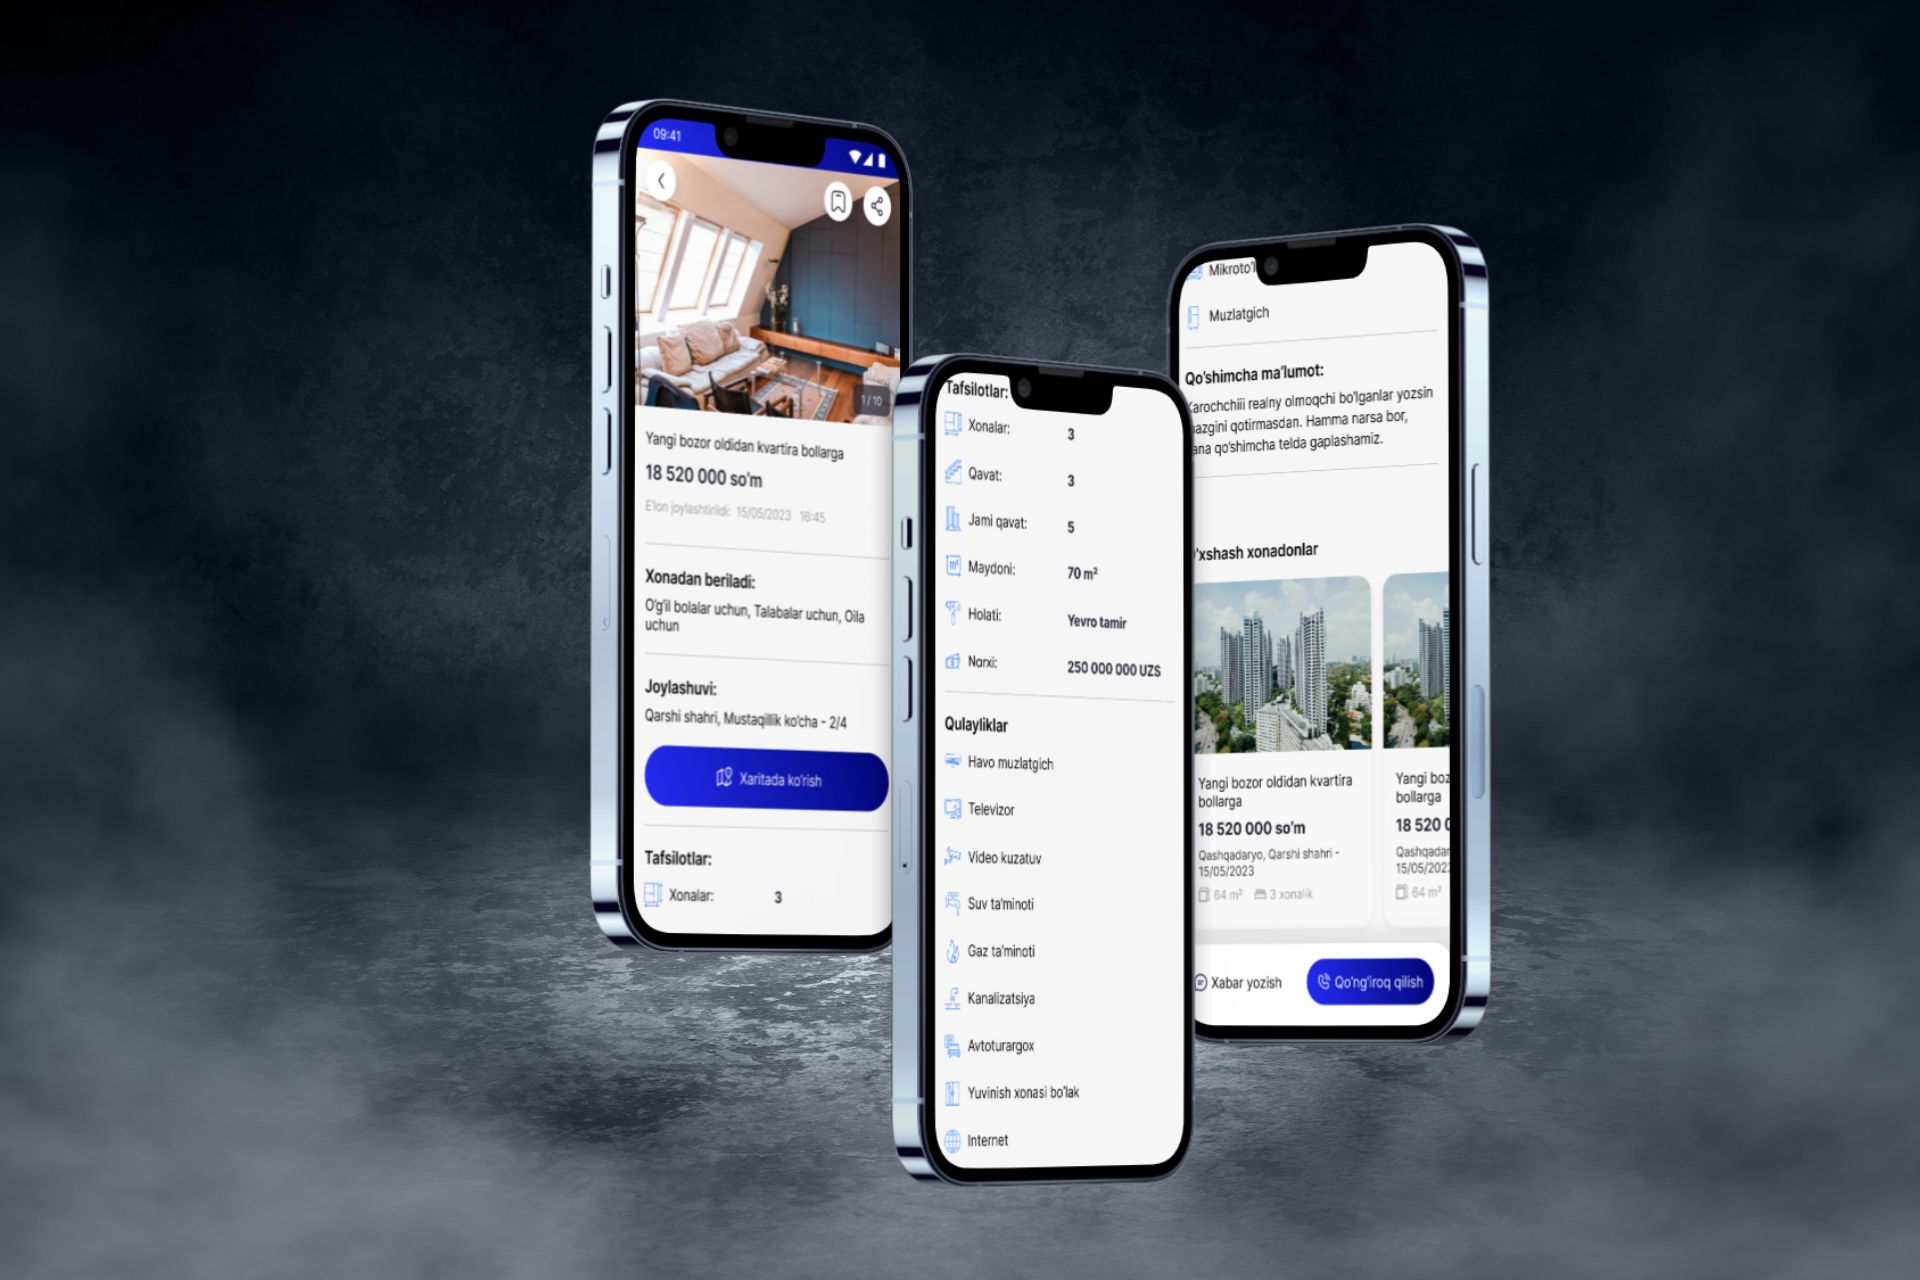 09:41
1 / 10
Yangi bozor oldidan kvartira bollarga
18 520 000 so'm
E'lon joylashtirildi: 15/05/2023 16:45
Xonadan beriladi:
O'g'il bolalar uchun, Talabalar uchun, Oila
uchun
Joylashuvi:
Qarshi shahri, Mustaqillik ko'cha - 2/4
Xaritada ko'rish
Tafsilotlar:
Xonalar: 3
Tafsilotlar:
Xonalar: 3
Qavat: 3
Jami qavat: 5
Maydoni: 70 m²
Holati: Yevro tamir
Narxi: 250 000 000 UZS
Qulayliklar
Havo muzlatgich
Televizor
Video kuzatuv
Suv ta'minoti
Gaz ta'minoti
Kanalizatsiya
Avtoturargox
Yuvinish xonasi bo'lak
Internet
Mikroto'l
Muzlatgich
Qo'shimcha ma'lumot:
Karochchiii realny olmoqchi bo'lganlar yozsin
azgini qotirmasdan. Hamma narsa bor,
ana qo'shimcha telda gaplashamiz.
'xshash xonadonlar
Yangi bozor oldidan kvartira
bollarga
18 520 000 so'm
Qashqadaryo, Qarshi shahri -
15/05/2023
64 m² 3 xonalik
Yangi boz
bollarga
18 520 0
Qashqadar
15/05/202
64 m²
Xabar yozish
Qo'ng'iroq qilish